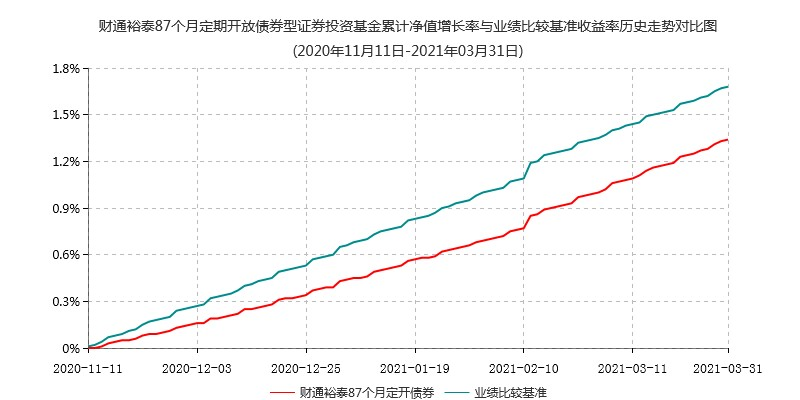 财通裕泰87个月定期开放债券型证券投资基金累计净值增长率与业绩比较基准收益率历史走势对比图
(2020年11月11日-2021年03月31日)
1.8%
1.5%
1.2%
0.9%
0.6%
0.3%
0%
2020-11-11 2020-12-03 2020-12-25 2021-01-19 2021-02-10 2021-03-11 2021-03-31
财通裕泰87个月定开债券 业绩比较基准